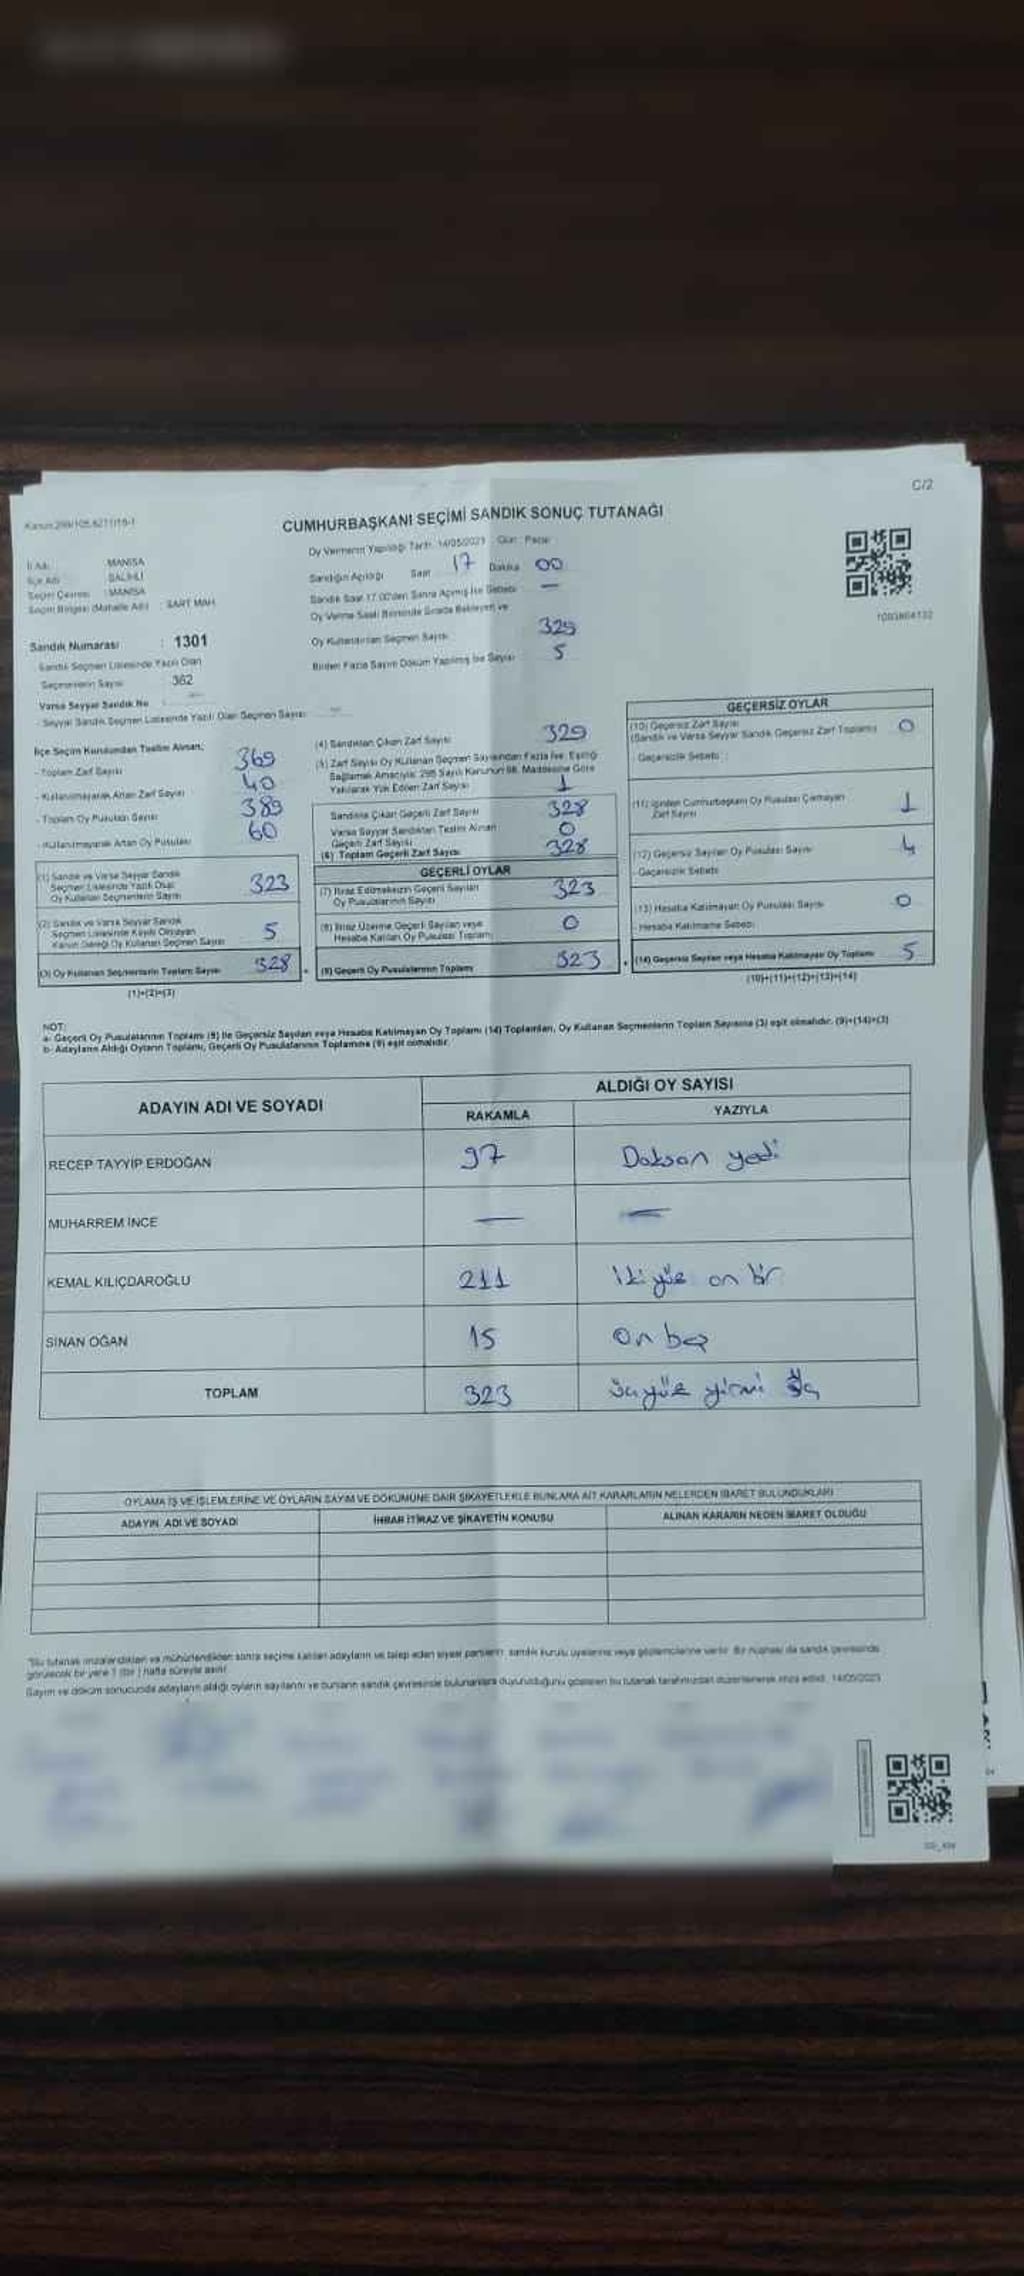 C/2
Kanun:298/105,6271/18-1
CUMHURBAŞKANI SEÇİMİ SANDIK SONUÇ TUTANAĞI
İl Adı : MANİSA
İlçe Adı : SALİHLİ
Seçim Çevresi : MANİSA
Seçim Bölgesi (Mahalle Adı) : SART MAH.
Sandık Numarası : 1301
Sandık Seçmen Listesinde Yazılı Olan
Seçmenlerin Sayısı : 362
Varsa Seyyar Sandık No
- Seyyar Sandık Seçmen Listesinde Yazılı Olan Seçmen Sayısı
Oy Vermenin Yapıldığı Tarih: 14/05/2023 Gün: Pazar
Sandığın Açıldığı Saat 17 Dakika 00
Sandık Saat 17.00'den Sonra Açılmış İse Sebebi —
Oy Verme Saati Bitiminde Sırada Bekleyen ve
Oy Kullandırılan Seçmen Sayısı 329
Birden Fazla Sayım Döküm Yapılmış İse Sayısı 5
İlçe Seçim Kurulundan Teslim Alınan;
- Toplam Zarf Sayısı 369
- Kullanılmayarak Artan Zarf Sayısı 40
- Toplam Oy Pusulası Sayısı 389
- Kullanılmayarak Artan Oy Pusulası 60
(1) Sandık ve Varsa Seyyar Sandık
Seçmen Listesinde Yazılı Olup
Oy Kullanan Seçmenlerin Sayısı 323
(2) Sandık ve Varsa Seyyar Sandık
Seçmen Listesinde Kayıtlı Olmayan
Kanun Gereği Oy Kullanan Seçmen Sayısı 5
(3) Oy Kullanan Seçmenlerin Toplam Sayısı 328
(1)+(2)=(3)
(4) Sandıktan Çıkan Zarf Sayısı 329
(5) Zarf Sayısı Oy Kullanan Seçmen Sayısından Fazla İse, Eşitliği
Sağlamak Amacıyla 298 Sayılı Kanunun 98. Maddesine Göre
Yakılarak Yok Edilen Zarf Sayısı 1
Sandıkta Çıkan Geçerli Zarf Sayısı 328
Varsa Seyyar Sandıktan Teslim Alınan
Geçerli Zarf Sayısı 0
(6) Toplam Geçerli Zarf Sayısı 328
GEÇERLİ OYLAR
(7) İtiraz Edilmeksizin Geçerli Sayılan
Oy Pusulalarının Sayısı 323
(8) İtiraz Üzerine Geçerli Sayılan veya
Hesaba Katılan Oy Pusulası Toplamı 0
(9) Geçerli Oy Pusulalarının Toplamı 323
GEÇERSİZ OYLAR
(10) Geçersiz Zarf Sayısı
(Sandık ve Varsa Seyyar Sandık Geçersiz Zarf Toplamı) 0
- Geçersizlik Sebebi :
(11) İçinden Cumhurbaşkanı Oy Pusulası Çıkmayan
Zarf Sayısı 1
(12) Geçersiz Sayılan Oy Pusulası Sayısı 4
- Geçersizlik Sebebi
(13) Hesaba Katılmayan Oy Pusulası Sayısı 0
- Hesaba Katılmama Sebebi:
(14) Geçersiz Sayılan veya Hesaba Katılmayan Oy Toplamı 5
(10)+(11)+(12)+(13)=(14)
NOT:
a- Geçerli Oy Pusulalarının Toplamı (9) ile Geçersiz Sayılan veya Hesaba Katılmayan Oy Toplamı (14) Toplamları, Oy Kullanan Seçmenlerin Toplam Sayısına (3) eşit olmalıdır. (9)+(14)=(3)
b- Adayların Aldığı Oyların Toplamı, Geçerli Oy Pusulalarının Toplamına (9) eşit olmalıdır.
ADAYIN ADI VE SOYADI ALDIĞI OY SAYISI
RAKAMLA YAZIYLA
RECEP TAYYİP ERDOĞAN 97 Doksan yedi
MUHARREM İNCE — —
KEMAL KILIÇDAROĞLU 211 İki yüz on bir
SİNAN OĞAN 15 on beş
TOPLAM 323 üç yüz yirmi üç
OYLAMA İŞ VE İŞLEMLERİNE VE OYLARIN SAYIM VE DÖKÜMÜNE DAİR ŞİKAYETLERLE BUNLARA AİT KARARLARIN NELERDEN İBARET BULUNDUKLARI
ADAYIN ADI VE SOYADI İHBAR İTİRAZ VE ŞİKAYETİN KONUSU ALINAN KARARIN NEDEN İBARET OLDUĞU
*Bu tutanak imzalandıktan ve mühürlendikten sonra seçime katılan adayların ve talep eden siyasi partilerin sandık kurulu üyelerine veya gözlemcilerine verilir. Bir nüshası da sandık çevresinde
görülecek bir yere 1 (bir) hafta süreyle asılır.
Sayım ve döküm sonucunda adayların aldığı oyların sayılarını ve bunların sandık çevresinde bulunanlara duyurulduğunu gösteren bu tutanak tarafımızdan düzenlenerek imza edildi. 14/05/2023